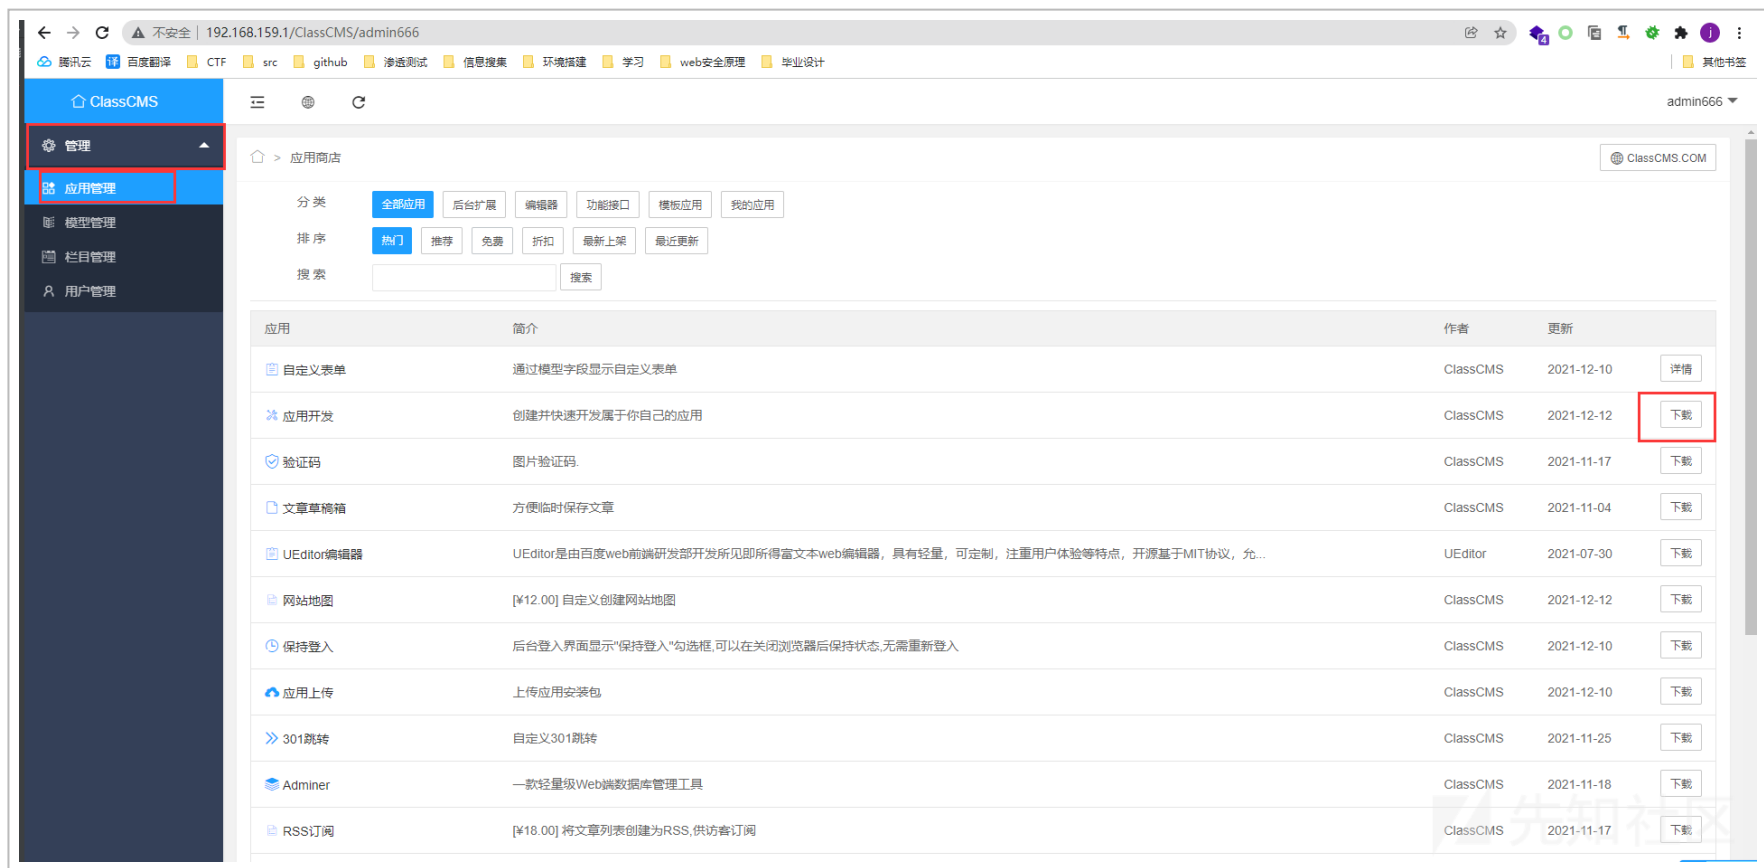 不安全 | 192.168.159.1/ClassCMS/admin666
4
j
腾讯云 译 百度翻译 CTF src github 渗透测试 信息搜集 环境搭建 学习 web安全原理 毕业设计 其他书签
ClassCMS
admin666
管理
应用管理
模型管理
栏目管理
用户管理
> 应用商店
ClassCMS.COM
分类 全部应用 后台扩展 编辑器 功能接口 模板应用 我的应用
排序 热门 推荐 免费 折扣 最新上架 最近更新
搜索 搜索
应用 简介 作者 更新
自定义表单 通过模型字段显示自定义表单 ClassCMS 2021-12-10 详情
应用开发 创建并快速开发属于你自己的应用 ClassCMS 2021-12-12 下载
验证码 图片验证码. ClassCMS 2021-11-17 下载
文章草稿箱 方便临时保存文章 ClassCMS 2021-11-04 下载
UEditor编辑器 UEditor是由百度web前端研发部开发所见即所得富文本web编辑器，具有轻量，可定制，注重用户体验等特点，开源基于MIT协议，允... UEditor 2021-07-30 下载
网站地图 [¥12.00] 自定义创建网站地图 ClassCMS 2021-12-12 下载
保持登入 后台登入界面显示"保持登入"勾选框,可以在关闭浏览器后保持状态,无需重新登入 ClassCMS 2021-12-10 下载
应用上传 上传应用安装包 ClassCMS 2021-12-10 下载
301跳转 自定义301跳转 ClassCMS 2021-11-25 下载
Adminer 一款轻量级Web端数据库管理工具 ClassCMS 2021-11-18 下载
RSS订阅 [¥18.00] 将文章列表创建为RSS,供访客订阅 ClassCMS 2021-11-17 下载
先知社区